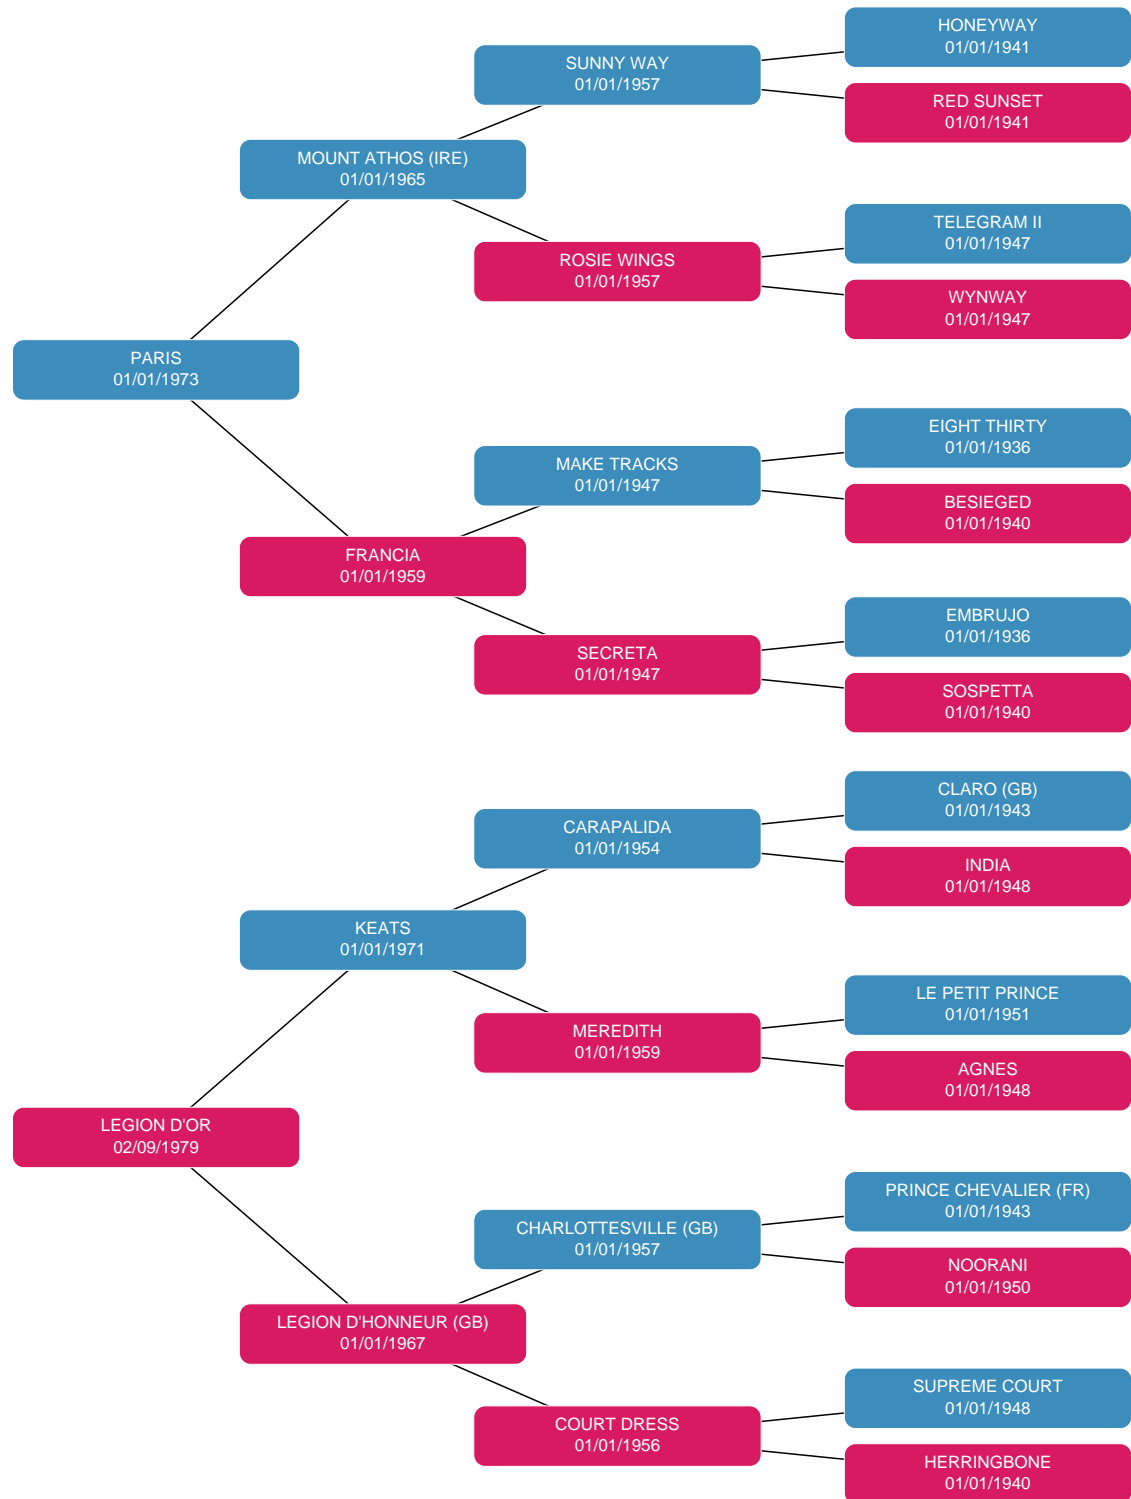 HONEYWAY
01/01/1941
SUNNY WAY
01/01/1957
RED SUNSET
01/01/1941
MOUNT ATHOS (IRE)
01/01/1965
TELEGRAM II
01/01/1947
ROSIE WINGS
01/01/1957
WYNWAY
01/01/1947
PARIS
01/01/1973
EIGHT THIRTY
01/01/1936
MAKE TRACKS
01/01/1947
BESIEGED
01/01/1940
FRANCIA
01/01/1959
EMBRUJO
01/01/1936
SECRETA
01/01/1947
SOSPETTA
01/01/1940
CLARO (GB)
01/01/1943
CARAPALIDA
01/01/1954
INDIA
01/01/1948
KEATS
01/01/1971
LE PETIT PRINCE
01/01/1951
MEREDITH
01/01/1959
AGNES
01/01/1948
LEGION D'OR
02/09/1979
PRINCE CHEVALIER (FR)
01/01/1943
CHARLOTTESVILLE (GB)
01/01/1957
NOORANI
01/01/1950
LEGION D'HONNEUR (GB)
01/01/1967
SUPREME COURT
01/01/1948
COURT DRESS
01/01/1956
HERRINGBONE
01/01/1940